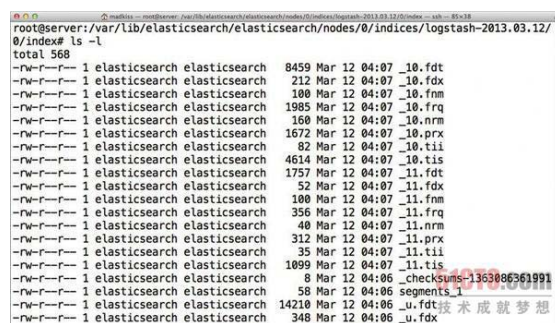 madkiss — root@server: /var/lib/elasticsearch/elasticsearch/nodes/0/indices/logstash-2013.03.12/0/index — ssh — 85×38
root@server:/var/lib/elasticsearch/elasticsearch/nodes/0/indices/logstash-2013.03.12/
0/index# ls -l
total 568
-rw-r--r-- 1 elasticsearch elasticsearch 8459 Mar 12 04:07 _10.fdt
-rw-r--r-- 1 elasticsearch elasticsearch 212 Mar 12 04:07 _10.fdx
-rw-r--r-- 1 elasticsearch elasticsearch 100 Mar 12 04:07 _10.fnm
-rw-r--r-- 1 elasticsearch elasticsearch 1985 Mar 12 04:07 _10.frq
-rw-r--r-- 1 elasticsearch elasticsearch 160 Mar 12 04:07 _10.nrm
-rw-r--r-- 1 elasticsearch elasticsearch 1672 Mar 12 04:07 _10.prx
-rw-r--r-- 1 elasticsearch elasticsearch 82 Mar 12 04:07 _10.tii
-rw-r--r-- 1 elasticsearch elasticsearch 4614 Mar 12 04:07 _10.tis
-rw-r--r-- 1 elasticsearch elasticsearch 1757 Mar 12 04:07 _11.fdt
-rw-r--r-- 1 elasticsearch elasticsearch 52 Mar 12 04:07 _11.fdx
-rw-r--r-- 1 elasticsearch elasticsearch 100 Mar 12 04:07 _11.fnm
-rw-r--r-- 1 elasticsearch elasticsearch 356 Mar 12 04:07 _11.frq
-rw-r--r-- 1 elasticsearch elasticsearch 40 Mar 12 04:07 _11.nrm
-rw-r--r-- 1 elasticsearch elasticsearch 312 Mar 12 04:07 _11.prx
-rw-r--r-- 1 elasticsearch elasticsearch 35 Mar 12 04:07 _11.tii
-rw-r--r-- 1 elasticsearch elasticsearch 1099 Mar 12 04:07 _11.tis
-rw-r--r-- 1 elasticsearch elasticsearch 8 Mar 12 04:06 _checksums-1363086361991
-rw-r--r-- 1 elasticsearch elasticsearch 58 Mar 12 04:06 segments_1
-rw-r--r-- 1 elasticsearch elasticsearch 14210 Mar 12 04:06 _u.fdt
-rw-r--r-- 1 elasticsearch elasticsearch 348 Mar 12 04:06 _u.fdx
51CTO.com
技术成就梦想